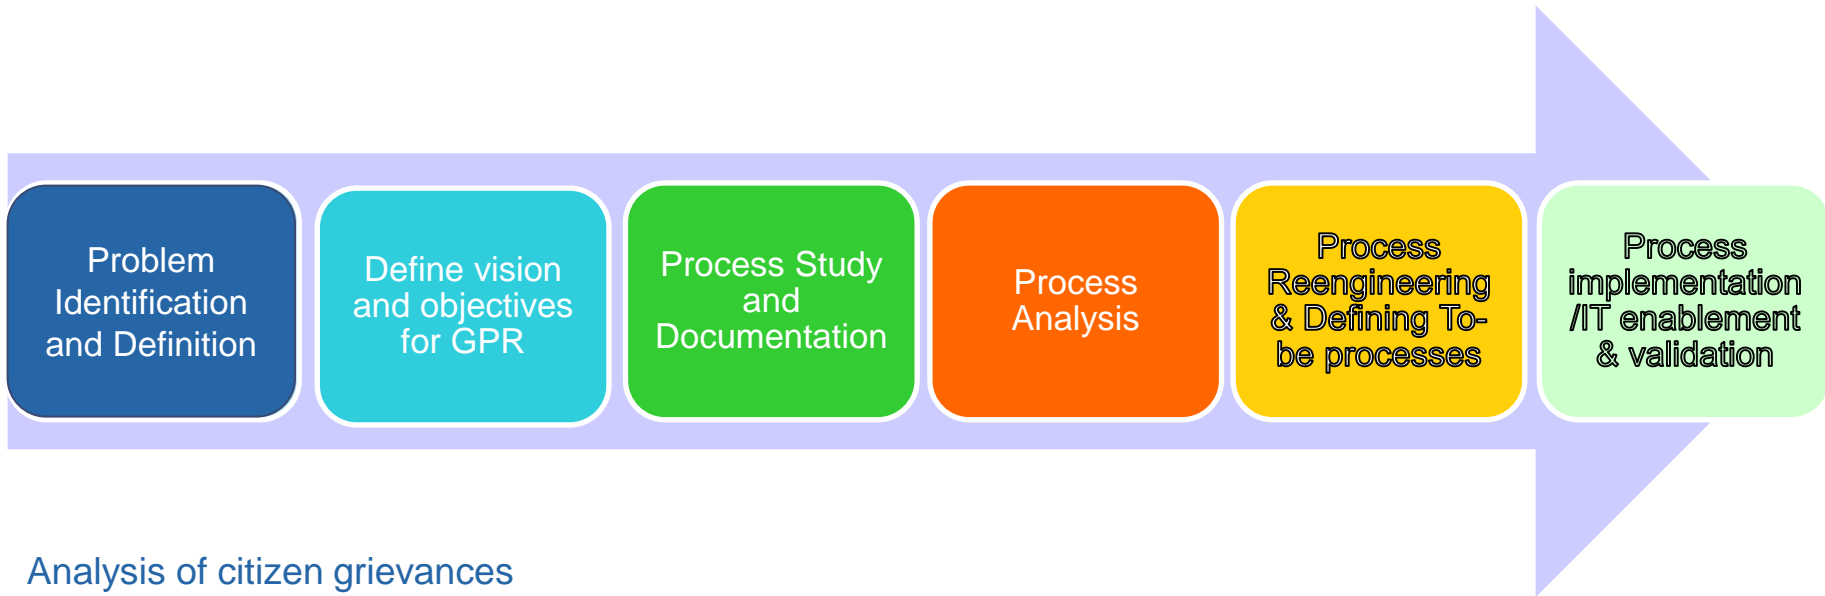 Problem
Identification
and Definition
Define vision
and objectives
for GPR
Process Study
and
Documentation
Process
Analysis
Process
Reengineering
& Defining To-
be processes
Process
implementation
/IT enablement
& validation
Analysis of citizen grievances